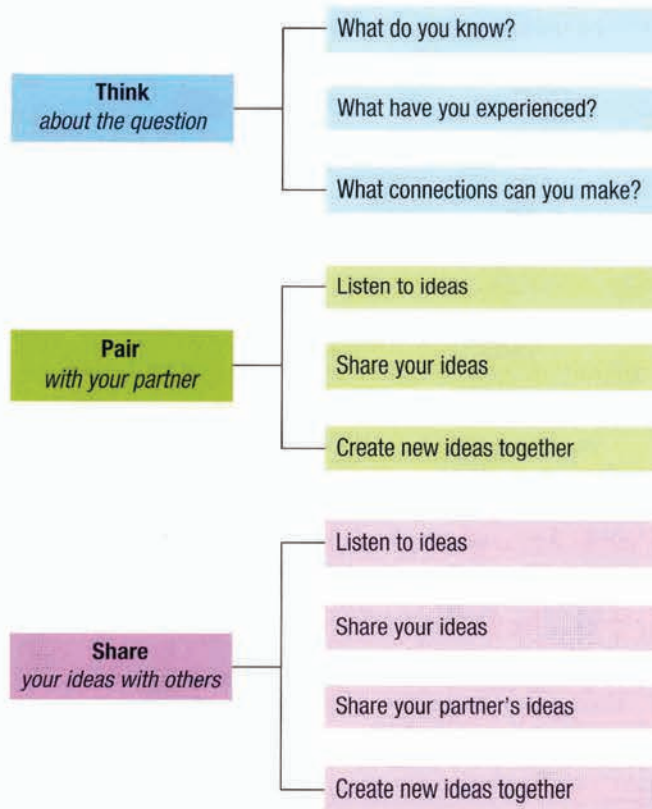 Think
about the question
What do you know?
What have you experienced?
What connections can you make?
Pair
with your partner
Listen to ideas
Share your ideas
Create new ideas together
Share
your ideas with others
Listen to ideas
Share your ideas
Share your partner's ideas
Create new ideas together